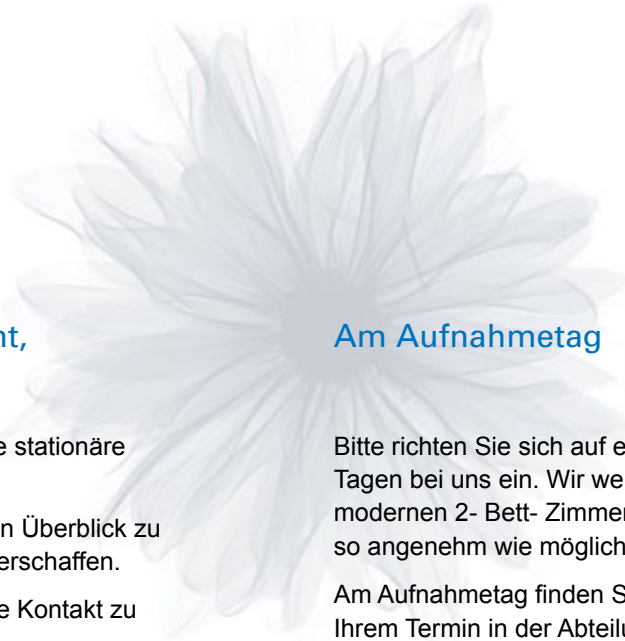 nt,
e stationäre
n Überblick zu
erschaffen.
e Kontakt zu
Am Aufnahmetag
Bitte richten Sie sich auf e
Tagen bei uns ein. Wir we
modernen 2- Bett- Zimmer
so angenehm wie möglich
Am Aufnahmetag finden S
Ihrem Termin in der Abteilu